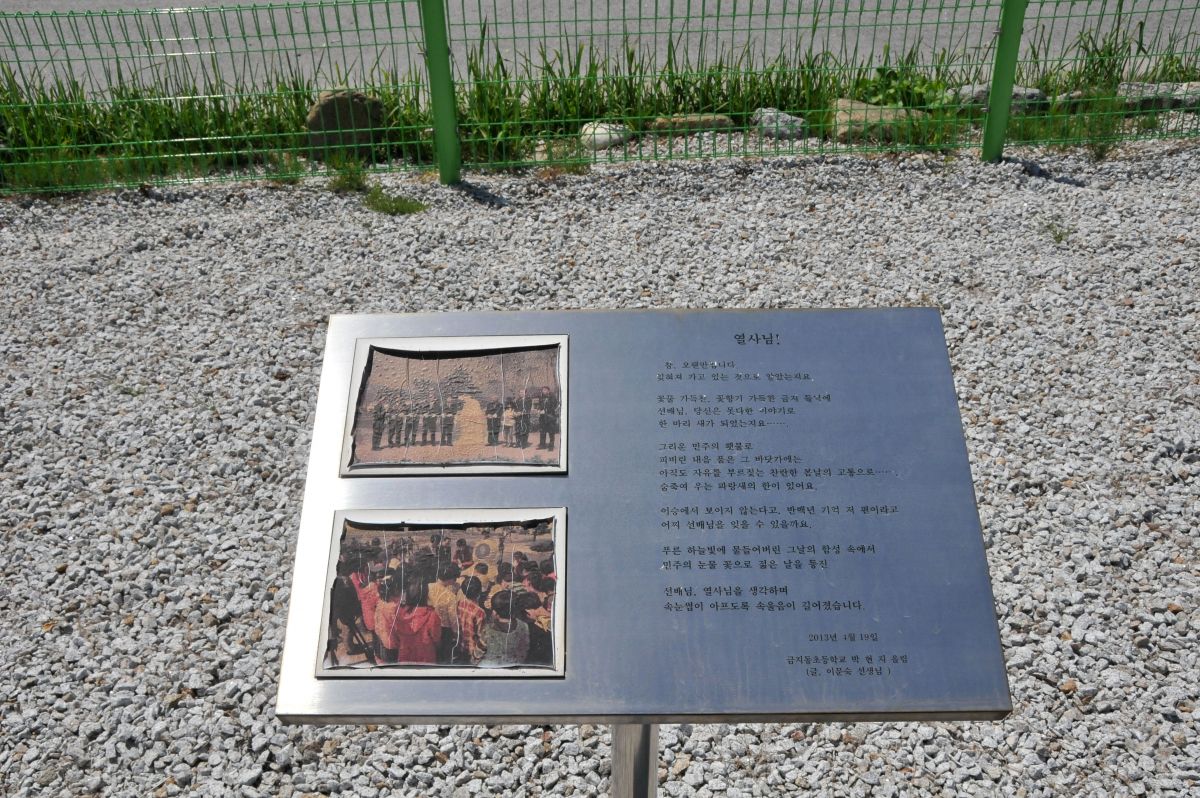 열사님!
참, 오랜만입니다.
잊혀져 가고 있는 것으로 알았는데요.
꽃물 가득찬, 꽃향기 가득한 금지 들녘에
선배님, 당신은 못다한 이야기로
한 마리 새가 되었는지요…….
그리운 민주의 횃불로
피비린 내음 품은 그 바닷가에는
아직도 자유를 부르짖는 찬란한 봄날의 고통으로…….
숨죽여 우는 파랑새의 한이 있어요.
이승에서 보이지 않는다고, 반백년 기억 저 편이라고
어찌 선배님을 잊을 수 있을까요.
푸른 하늘빛에 물들어버린 그날의 함성 속에서
민주의 눈물 꽃으로 젊은 날을 등진
선배님, 열사님을 생각하며
속눈썹이 아프도록 속울음이 길어졌습니다.
2013년 4월 19일
금지동초등학교 박 현 지 올림
(글, 이문숙 선생님 )